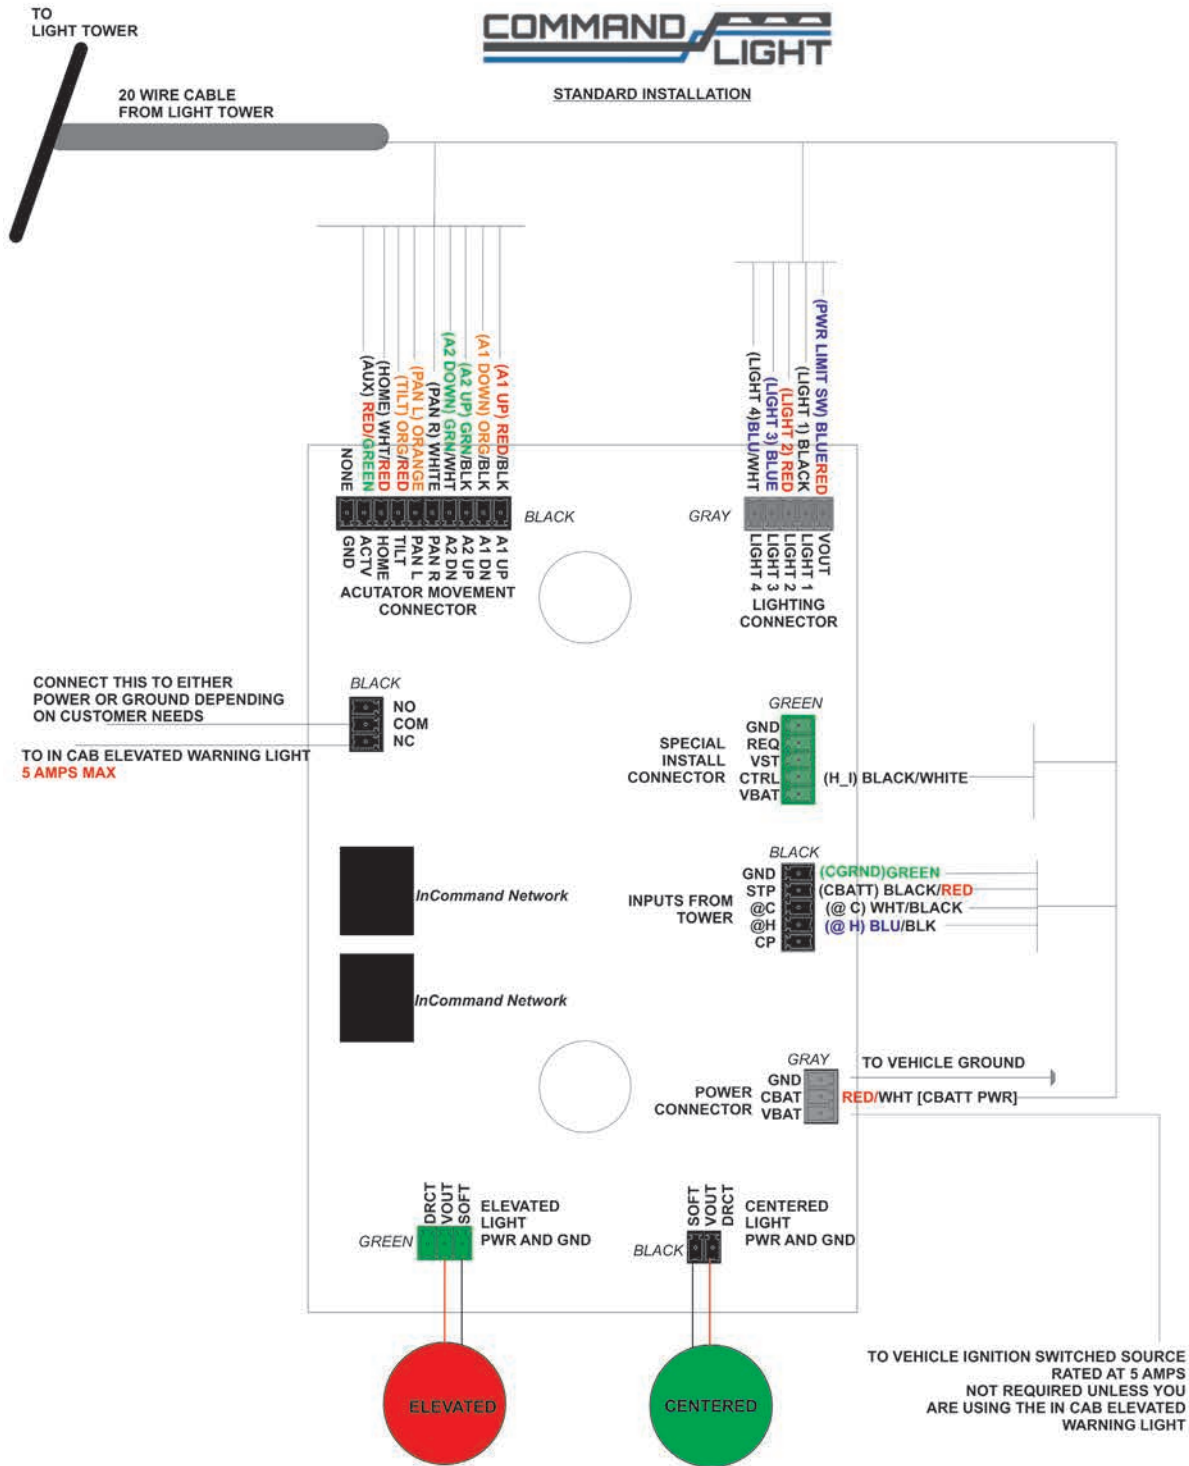 TO
LIGHT TOWER
COMMAND
LIGHT
STANDARD INSTALLATION
20 WIRE CABLE
FROM LIGHT TOWER
NONE
(AUX) RED/GREEN
(HOME) WHT/RED
(TILT) ORG/RED
(PAN L) ORANGE
(PAN R) WHITE
(A2 DOWN) GRN/WHT
(A2 UP) GRN/BLK
(A1 DOWN) ORG/BLK
(A1 UP) RED/BLK
BLACK
GND
ACTV
HOME
TILT
PAN L
PAN R
A2 DN
A2 UP
A1 DN
A1 UP
ACUTATOR MOVEMENT
CONNECTOR
(LIGHT 4)BLU/WHT
(LIGHT 3) BLUE
(LIGHT 2) RED
(LIGHT 1) BLACK
(PWR LIMIT SW) BLUERED
GRAY
LIGHT 4
LIGHT 3
LIGHT 2
LIGHT 1
VOUT
LIGHTING
CONNECTOR
CONNECT THIS TO EITHER
POWER OR GROUND DEPENDING
ON CUSTOMER NEEDS
TO IN CAB ELEVATED WARNING LIGHT
5 AMPS MAX
BLACK
NO
COM
NC
GREEN
SPECIAL
INSTALL
CONNECTOR
GND
REQ
VST
CTRL
VBAT
(H_I) BLACK/WHITE
BLACK
INPUTS FROM
TOWER
GND
STP
@C
@H
CP
(CGRND)GREEN
(CBATT) BLACK/RED
(@ C) WHT/BLACK
(@ H) BLU/BLK
InCommand Network
InCommand Network
GRAY
POWER
CONNECTOR
GND
CBAT
VBAT
TO VEHICLE GROUND
RED/WHT [CBATT PWR]
DRCT
VOUT
SOFT
ELEVATED
LIGHT
PWR AND GND
GREEN
SOFT
VOUT
DRCT
CENTERED
LIGHT
PWR AND GND
BLACK
ELEVATED
CENTERED
TO VEHICLE IGNITION SWITCHED SOURCE
RATED AT 5 AMPS
NOT REQUIRED UNLESS YOU
ARE USING THE IN CAB ELEVATED
WARNING LIGHT